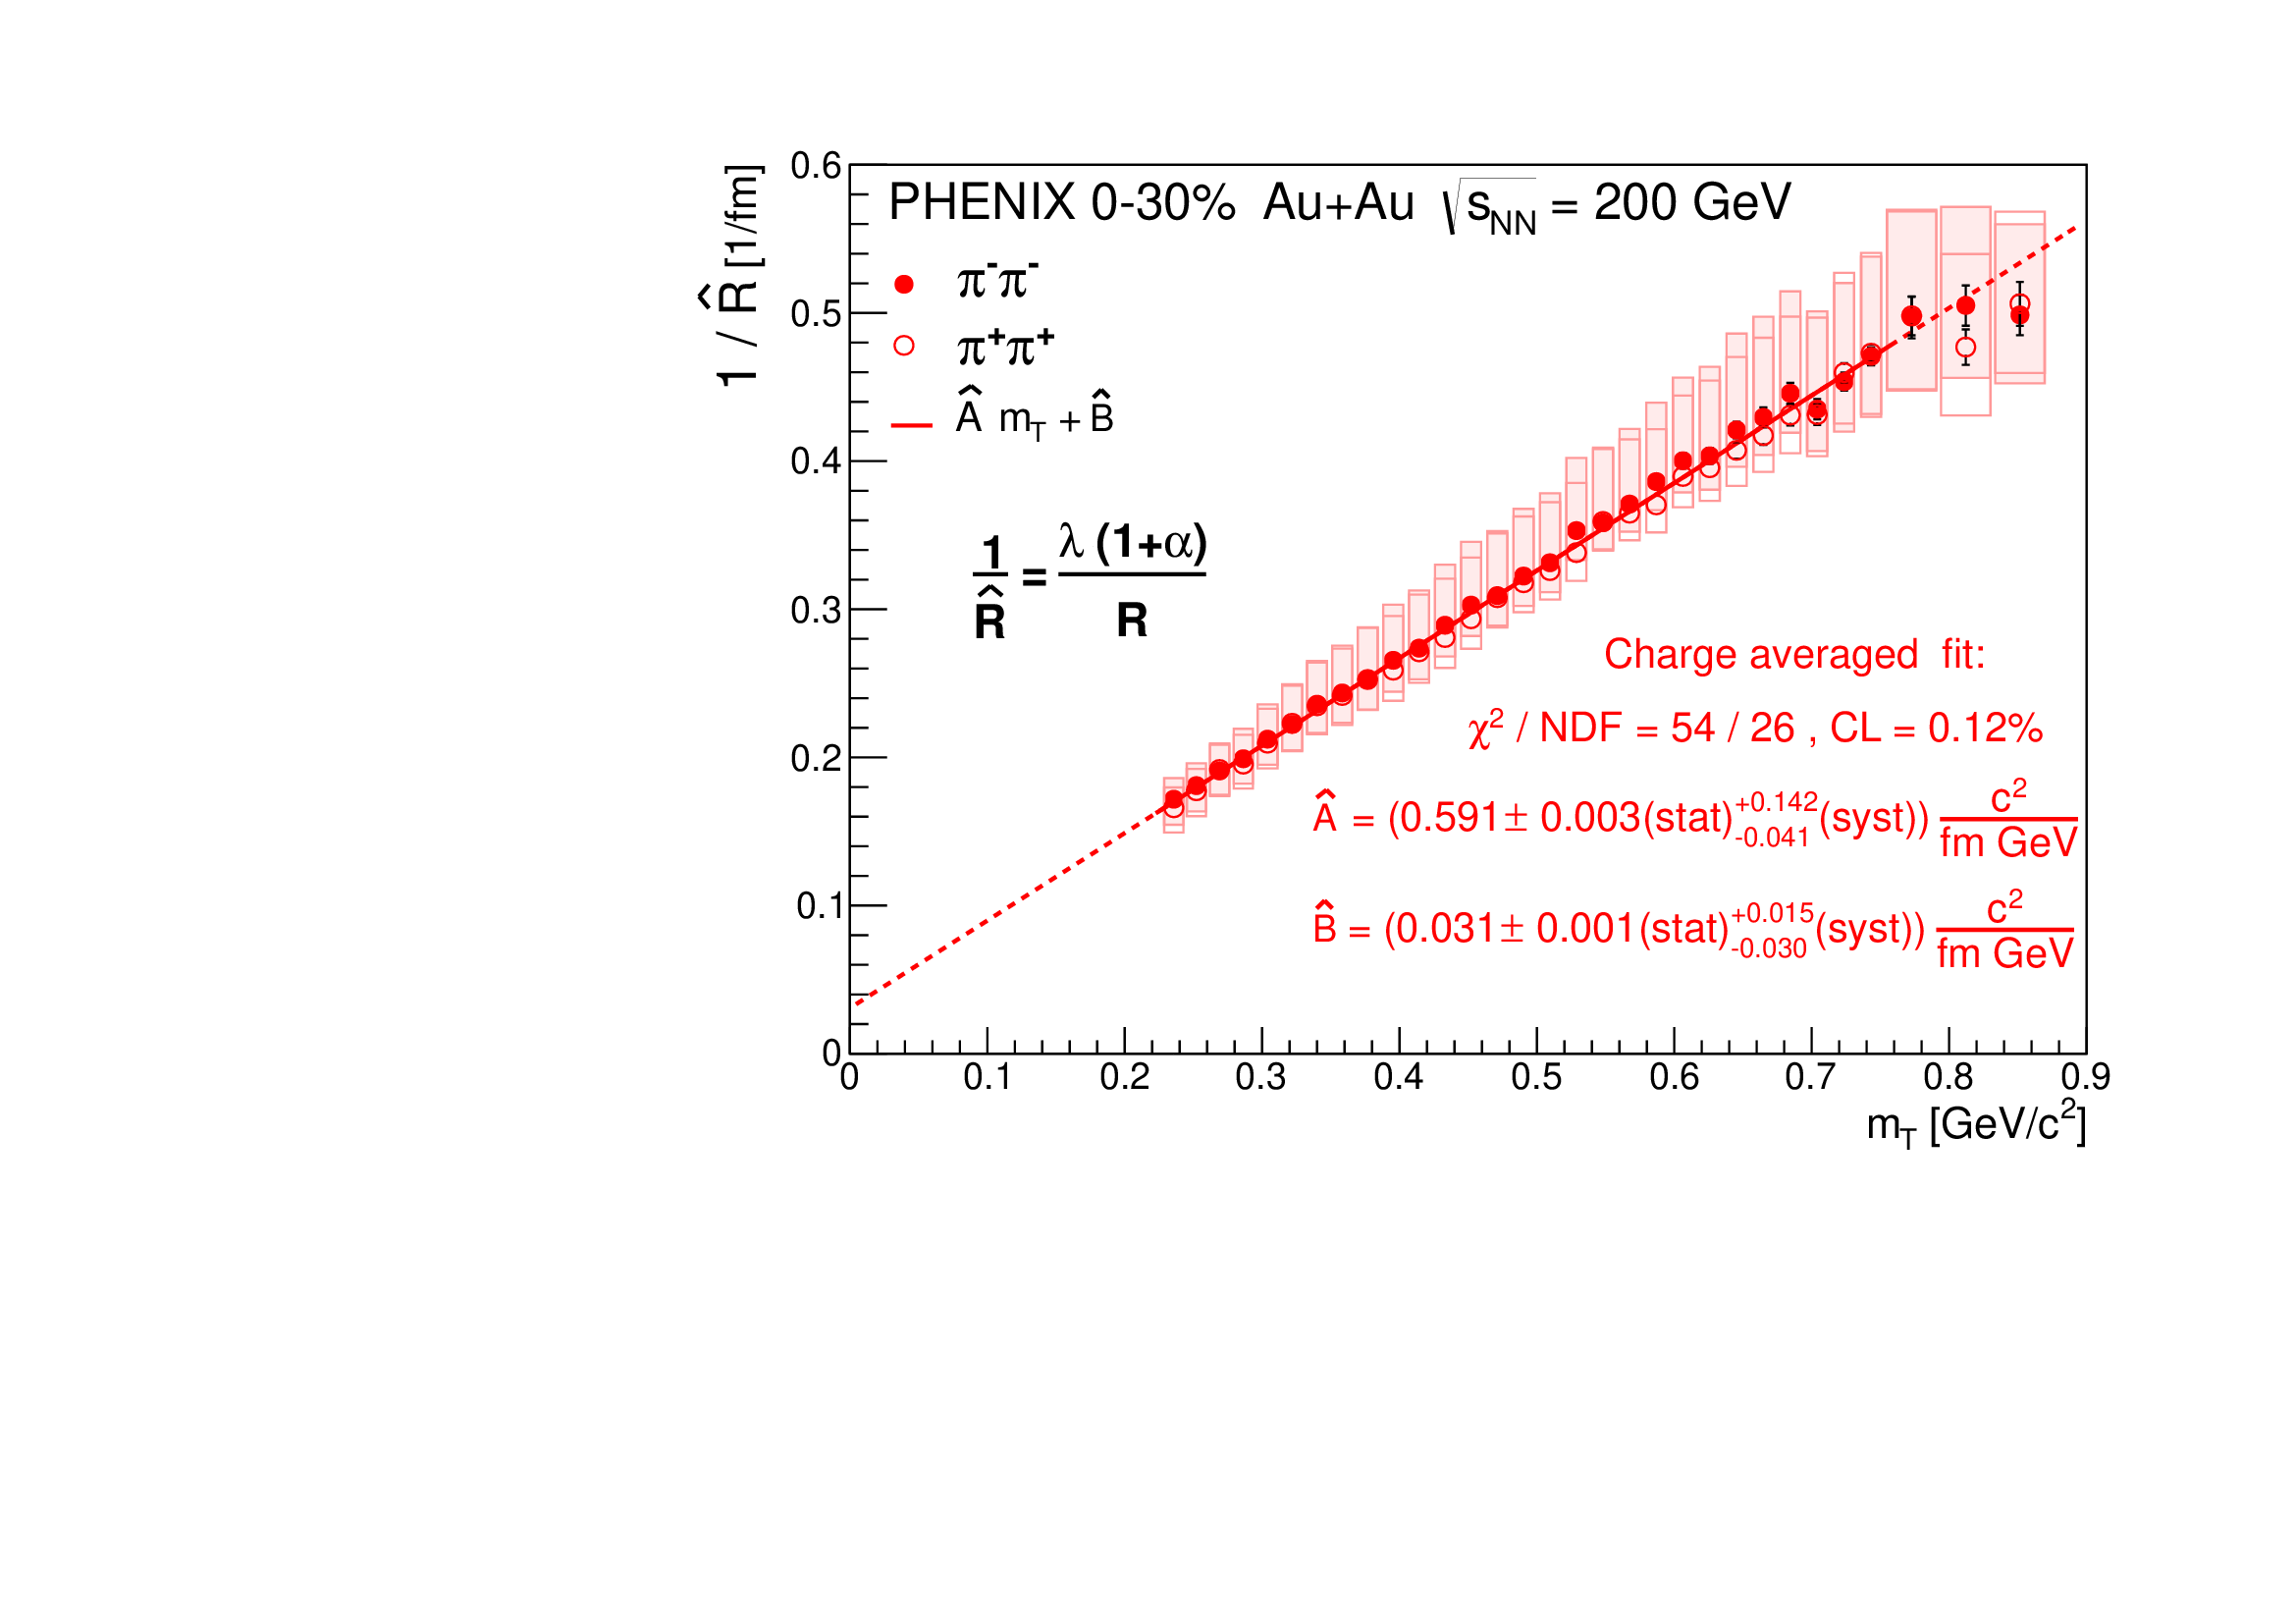 PHENIX 0-30% Au+Au √sNN = 200 GeV
π-π-
π+π+
Â mT + B̂
1 / R̂ = λ (1+α) / R
Charge averaged fit:
χ2 / NDF = 54 / 26 , CL = 0.12%
Â = (0.591± 0.003(stat)+0.142 -0.041(syst)) c2 / fm GeV
B̂ = (0.031± 0.001(stat)+0.015 -0.030(syst)) c2 / fm GeV
1 / R̂ [1/fm]
0.6
0.5
0.4
0.3
0.2
0.1
0
0 0.1 0.2 0.3 0.4 0.5 0.6 0.7 0.8 0.9
mT [GeV/c2]